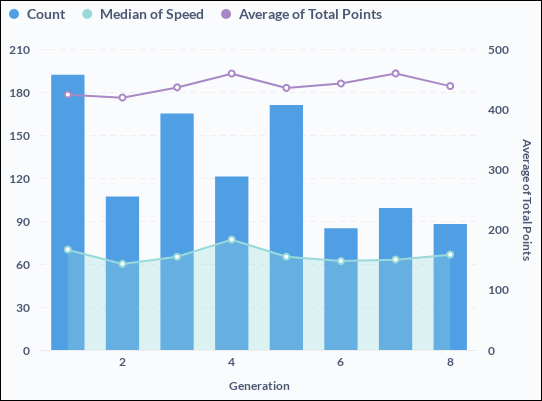 Count Median of Speed Average of Total Points
210 500
180
400
150
300
120
90 200
60
100
30
0 0
2 4 6 8
Generation
Average of Total Points